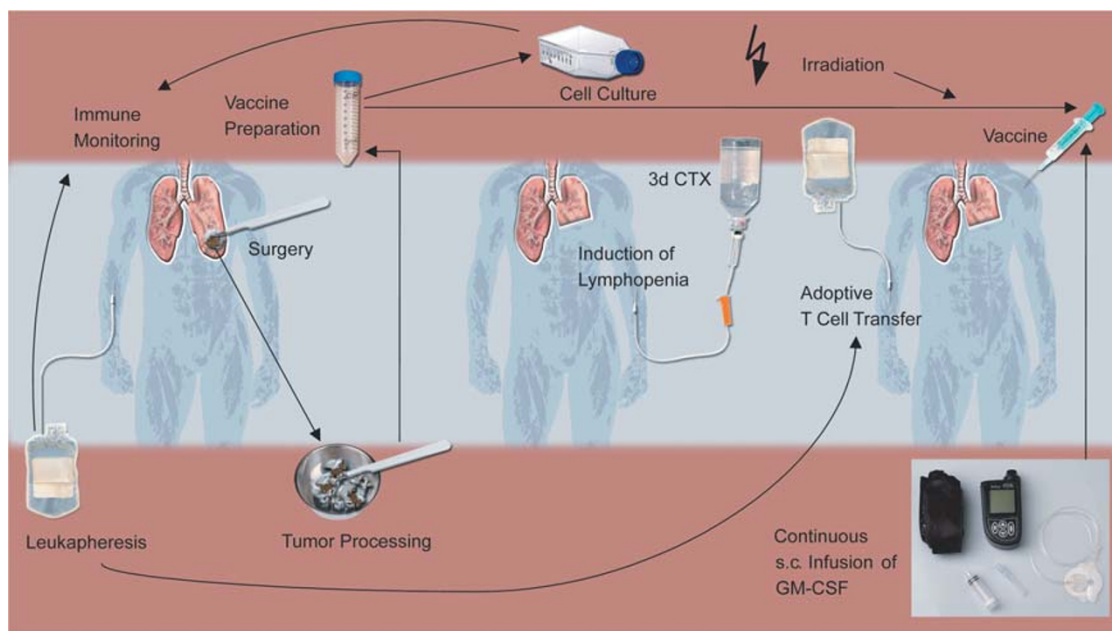 Immune
Monitoring
Vaccine
Preparation
Cell Culture
Irradiation
Vaccine
Surgery
3d CTX
Induction of
Lymphopenia
Adoptive
T Cell Transfer
Leukapheresis
Tumor Processing
Continuous
s.c. Infusion of
GM-CSF